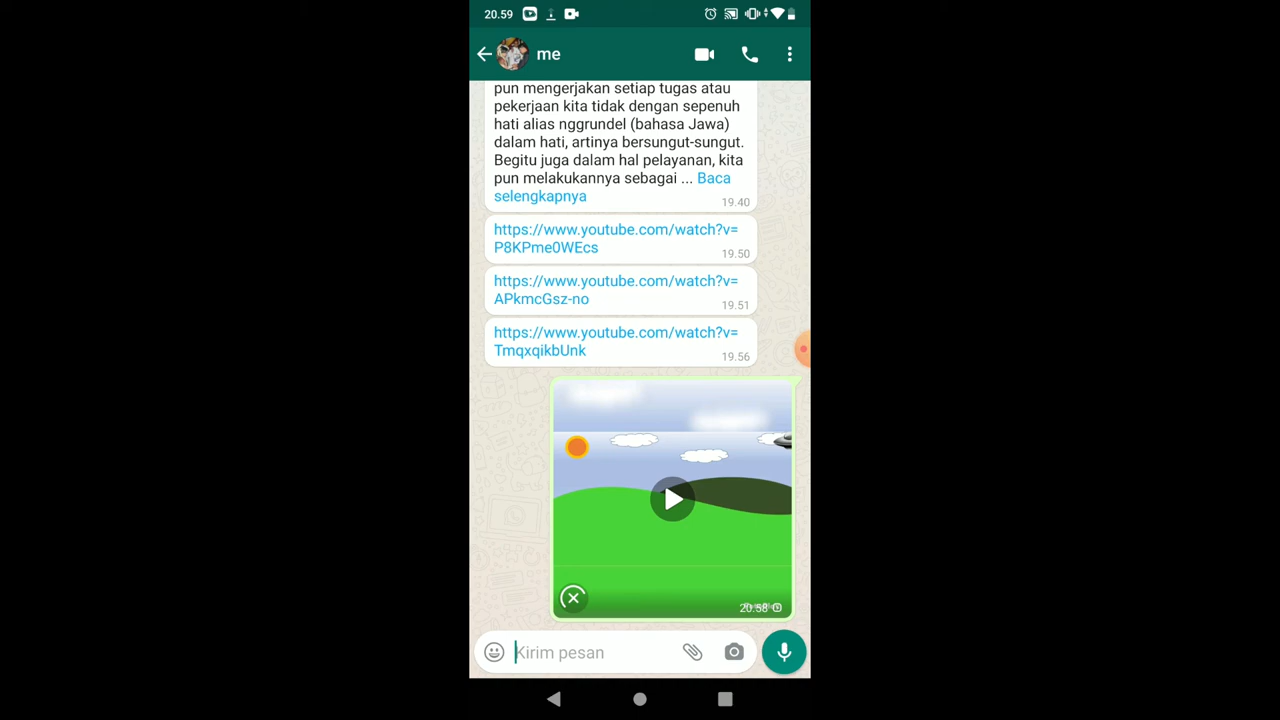 20.59
me
pun mengerjakan setiap tugas atau
pekerjaan kita tidak dengan sepenuh
hati alias nggrundel (bahasa Jawa)
dalam hati, artinya bersungut-sungut.
Begitu juga dalam hal pelayanan, kita
pun melakukannya sebagai ... Baca
selengkapnya
19.40
https://www.youtube.com/watch?v=
P8KPme0WEcs
19.50
https://www.youtube.com/watch?v=
APkmcGsz-no
19.51
https://www.youtube.com/watch?v=
TmqxqikbUnk
19.56
20.58
Kirim pesan